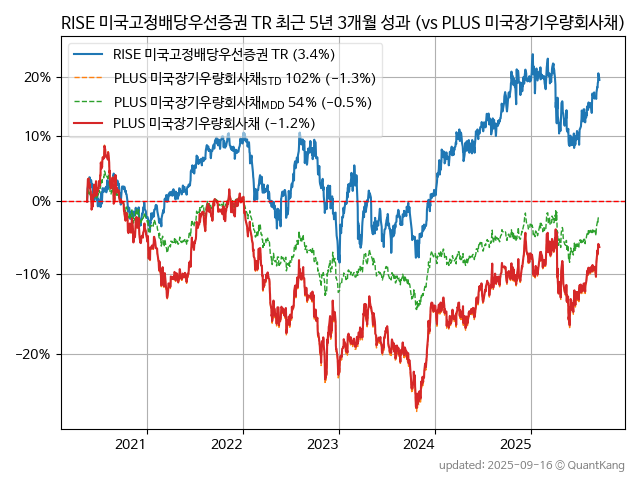 RISE 미국고정배당우선증권 TR 최근 5년 3개월 성과 (vs PLUS 미국장기우량회사채)
RISE 미국고정배당우선증권 TR (3.4%)
PLUS 미국장기우량회사채STD 102% (−1.3%)
PLUS 미국장기우량회사채MDD 54% (−0.5%)
PLUS 미국장기우량회사채 (−1.2%)
20%
10%
0%
−10%
−20%
2021 2022 2023 2024 2025
updated: 2025-09-16 © QuantKang